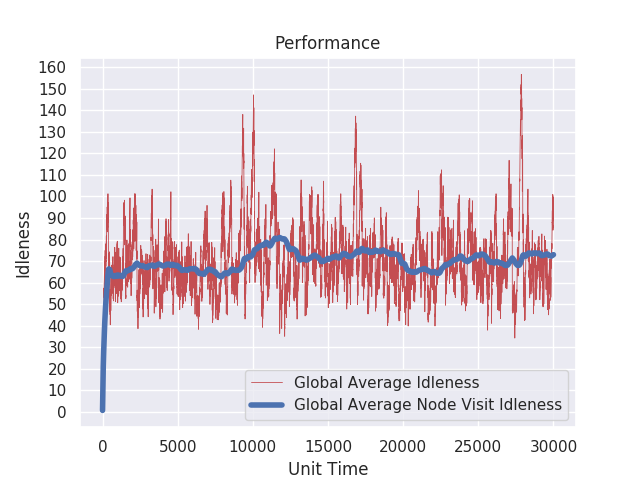 Performance
160
150
140
130
120
110
100
90
80
70
60
50
40
30
20
10
0
Idleness
Global Average Idleness
Global Average Node Visit Idleness
0 5000 10000 15000 20000 25000 30000
Unit Time